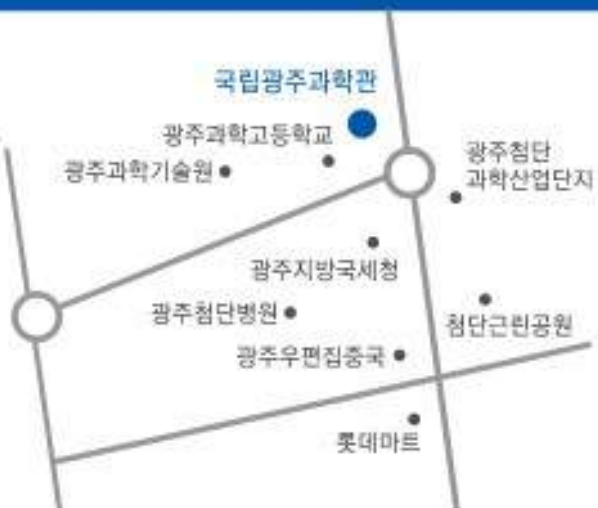 국립광주과학관
광주과학고등학교
광주과학기술원
광주첨단
과학산업단지
광주지방국세청
광주첨단병원
첨단근린공원
광주우편집중국
롯데마트